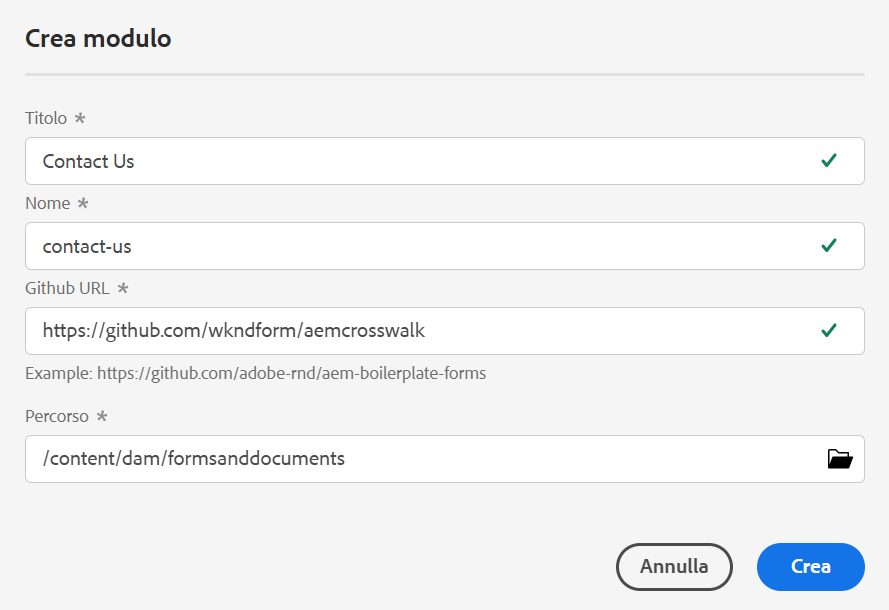 Crea modulo
Titolo *
Contact Us
Nome *
contact-us
Github URL *
https://github.com/wkndform/aemcrosswalk
Example: https://github.com/adobe-rnd/aem-boilerplate-forms
Percorso *
/content/dam/formsanddocuments
Annulla Crea